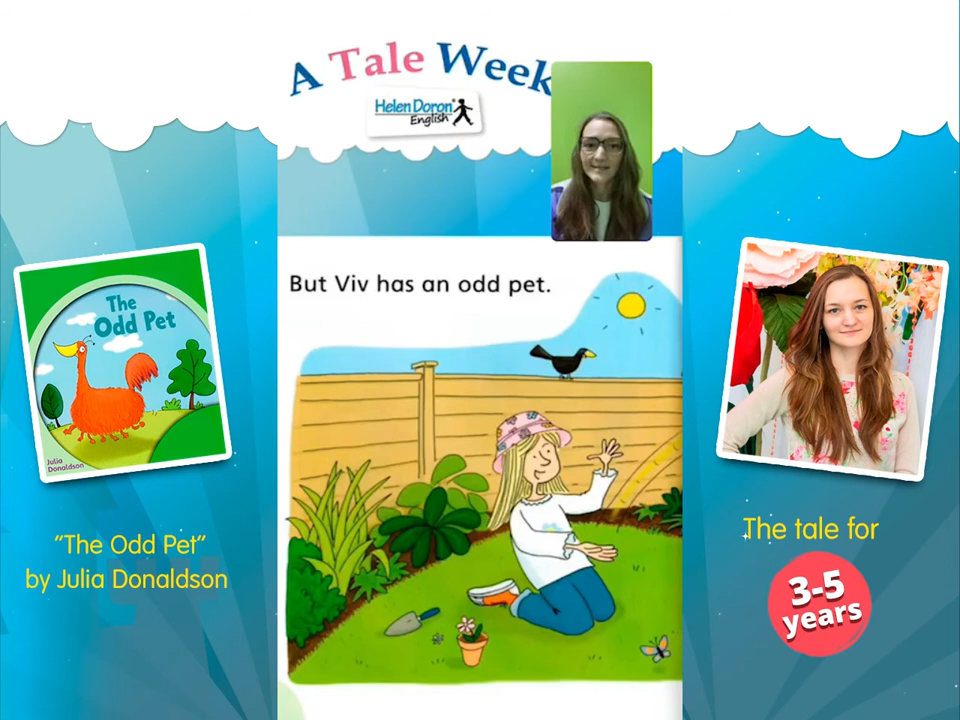 A Tale Week
Helen Doron
English
But Viv has an odd pet.
The
Odd Pet
Julia
Donaldson
"The Odd Pet"
by Julia Donaldson
The tale for
3-5
years